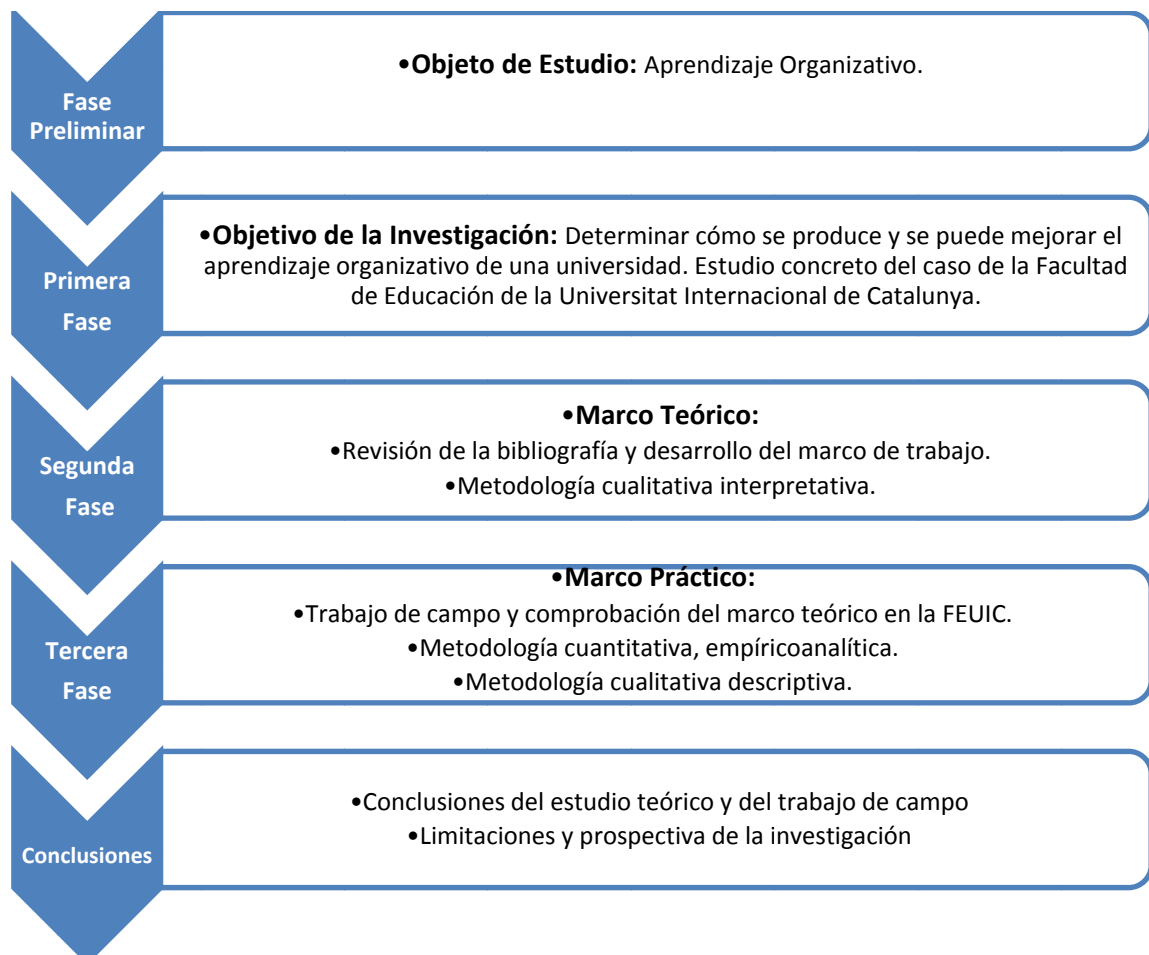 Fase
Preliminar
•Objeto de Estudio: Aprendizaje Organizativo.
Primera
Fase
•Objetivo de la Investigación: Determinar cómo se produce y se puede mejorar el
aprendizaje organizativo de una universidad. Estudio concreto del caso de la Facultad
de Educación de la Universitat Internacional de Catalunya.
Segunda
Fase
•Marco Teórico:
•Revisión de la bibliografía y desarrollo del marco de trabajo.
•Metodología cualitativa interpretativa.
Tercera
Fase
•Marco Práctico:
•Trabajo de campo y comprobación del marco teórico en la FEUIC.
•Metodología cuantitativa, empíricoanalítica.
•Metodología cualitativa descriptiva.
Conclusiones
•Conclusiones del estudio teórico y del trabajo de campo
•Limitaciones y prospectiva de la investigación